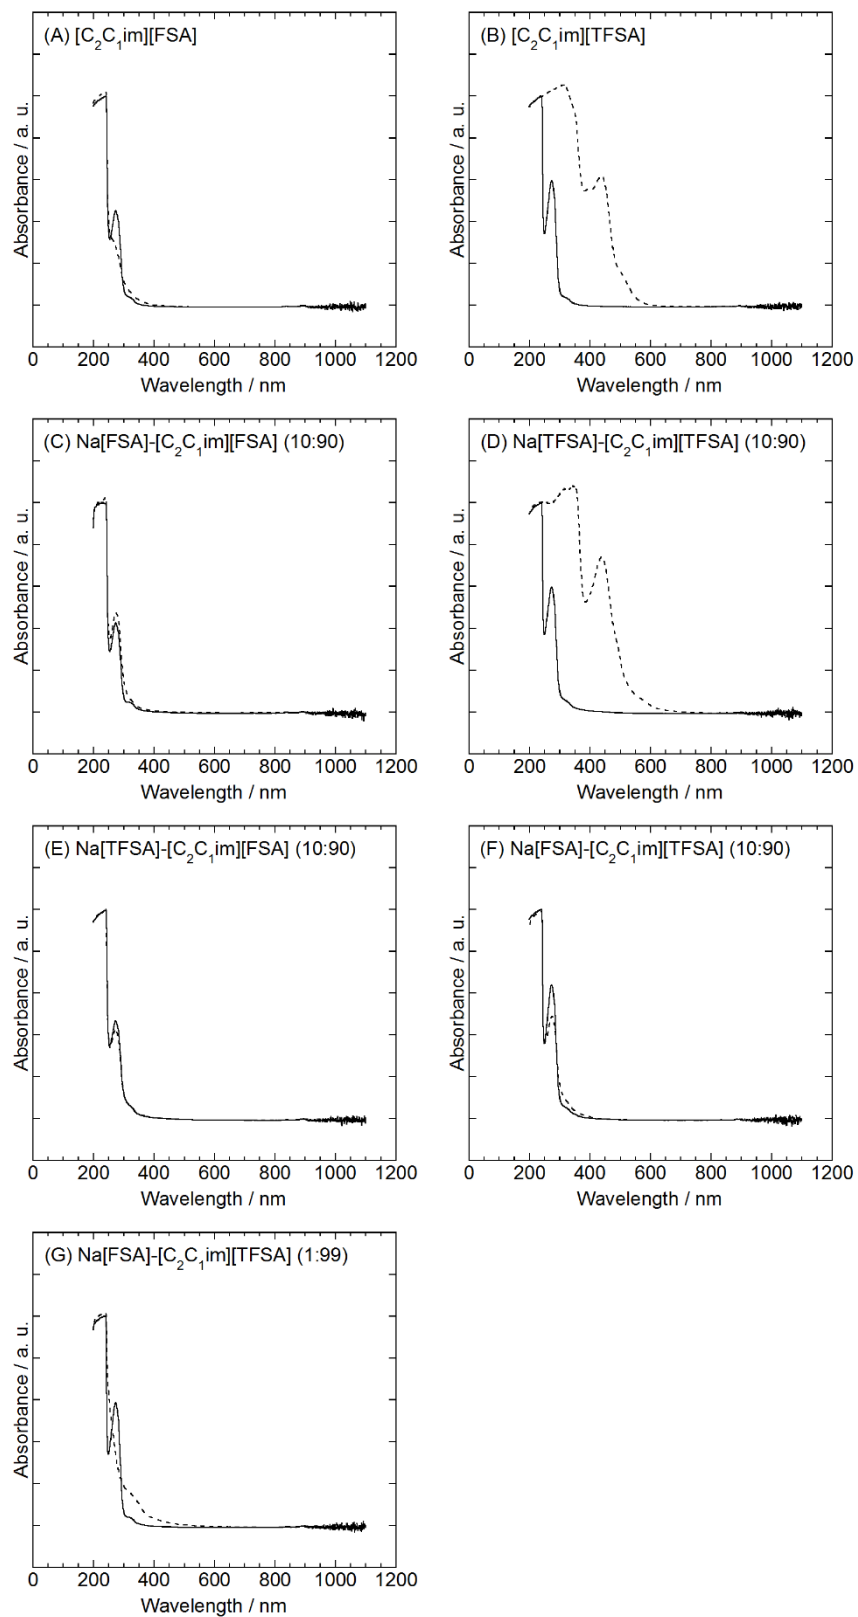 (A) [C₂C₁im][FSA]
Absorbance / a. u.
0 200 400 600 800 1000 1200
Wavelength / nm
(B) [C₂C₁im][TFSA]
Absorbance / a. u.
0 200 400 600 800 1000 1200
Wavelength / nm
(C) Na[FSA]-[C₂C₁im][FSA] (10:90)
Absorbance / a. u.
0 200 400 600 800 1000 1200
Wavelength / nm
(D) Na[TFSA]-[C₂C₁im][TFSA] (10:90)
Absorbance / a. u.
0 200 400 600 800 1000 1200
Wavelength / nm
(E) Na[TFSA]-[C₂C₁im][FSA] (10:90)
Absorbance / a. u.
0 200 400 600 800 1000 1200
Wavelength / nm
(F) Na[FSA]-[C₂C₁im][TFSA] (10:90)
Absorbance / a. u.
0 200 400 600 800 1000 1200
Wavelength / nm
(G) Na[FSA]-[C₂C₁im][TFSA] (1:99)
Absorbance / a. u.
0 200 400 600 800 1000 1200
Wavelength / nm